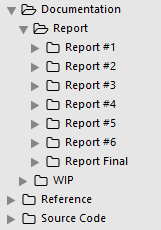 Documentation
Report
Report #1
Report #2
Report #3
Report #4
Report #5
Report #6
Report Final
WIP
Reference
Source Code